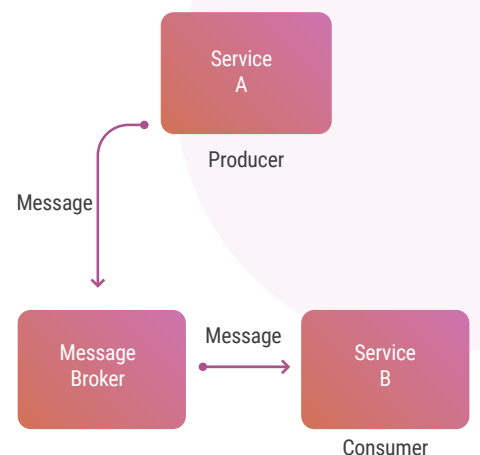 Service
A
Producer
Message
Message
Broker
Message
Service
B
Consumer